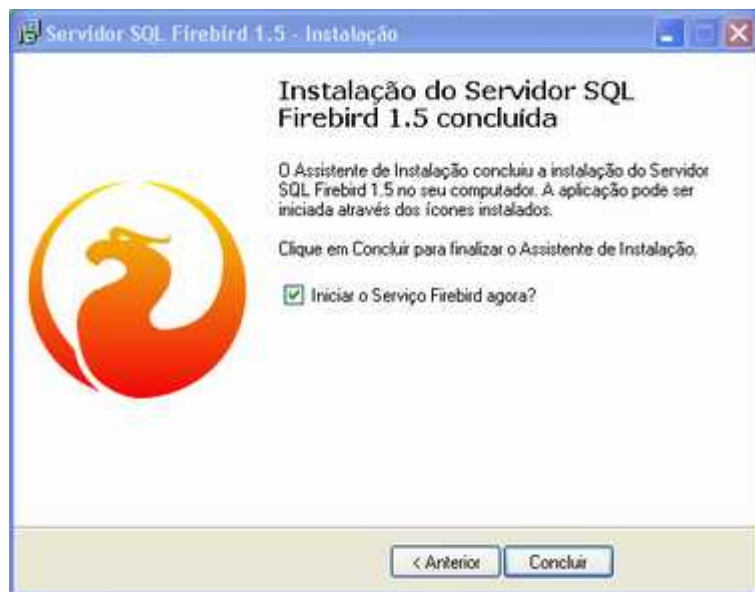 Servidor SQL Firebird 1.5 - Instalação
Instalação do Servidor SQL
Firebird 1.5 concluída
O Assistente de Instalação concluiu a instalação do Servidor
SQL Firebird 1.5 no seu computador. A aplicação pode ser
iniciada através dos ícones instalados.
Clique em Concluir para finalizar o Assistente de Instalação.
Iniciar o Serviço Firebird agora?
< Anterior
Concluir